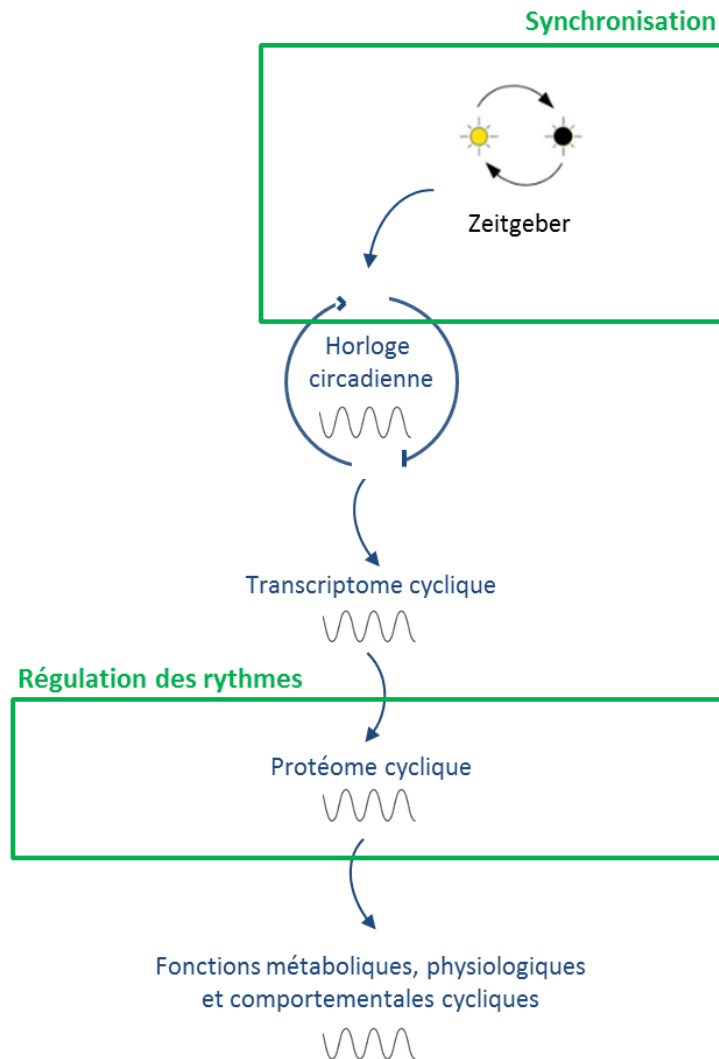 Synchronisation
Zeitgeber
Horloge
circadienne
Transcriptome cyclique
Régulation des rythmes
Protéome cyclique
Fonctions métaboliques, physiologiques
et comportementales cycliques